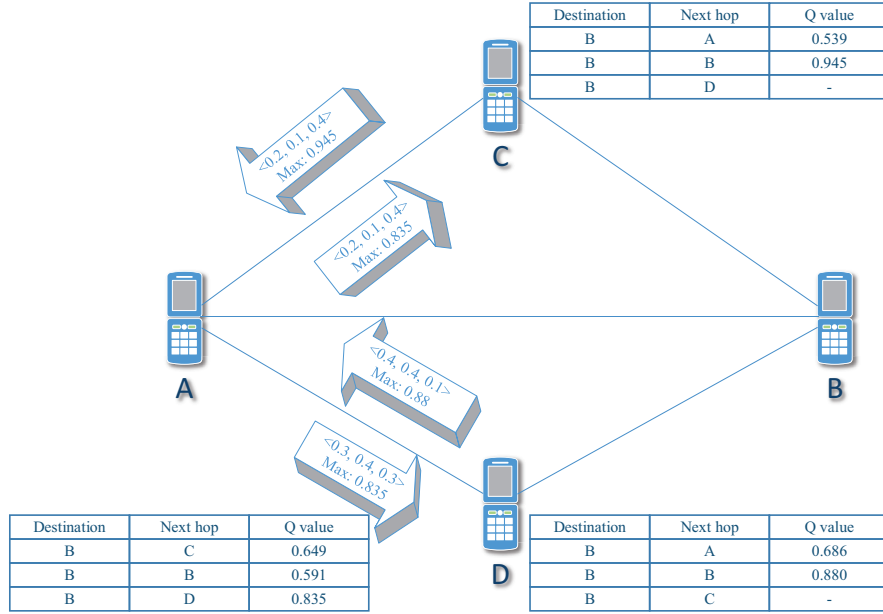 Destination Next hop Q value
B A 0.539
B B 0.945
B D -
C
<0.2, 0.1, 0.4>
Max: 0.945
<0.2, 0.1, 0.4>
Max: 0.835
A
B
<0.4, 0.4, 0.1>
Max: 0.88
<0.3, 0.4, 0.3>
Max: 0.835
D
Destination Next hop Q value
B C 0.649
B B 0.591
B D 0.835
Destination Next hop Q value
B A 0.686
B B 0.880
B C -